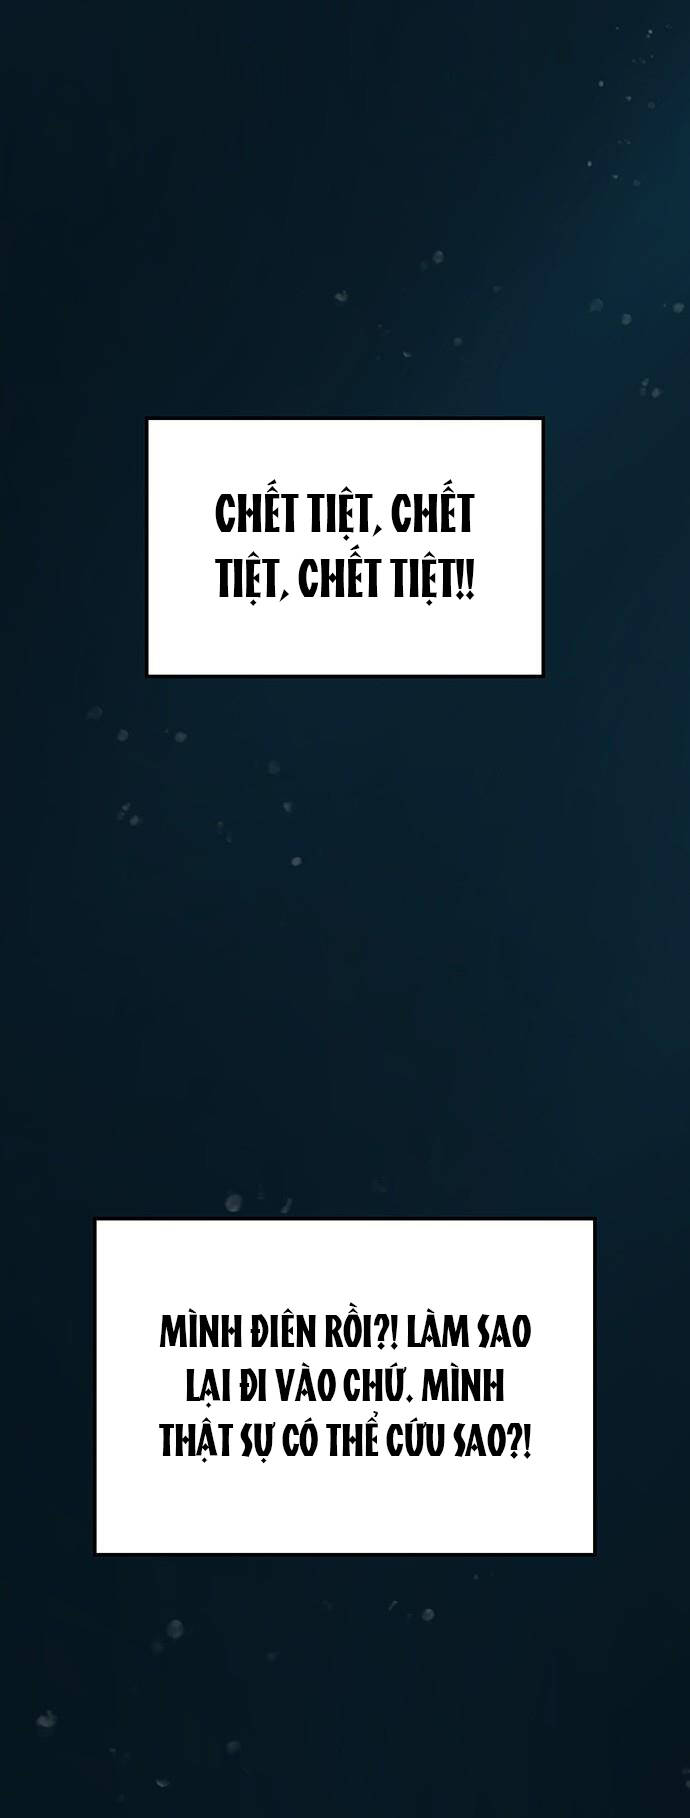 CHẾT TIỆT, CHẾT
TIỆT, CHẾT TIỆT!!
MÌNH ĐIÊN RỒI?! LÀM SAO
LẠI ĐI VÀO CHỨ. MÌNH
THẬT SỰ CÓ THỂ CỨU SAO?!